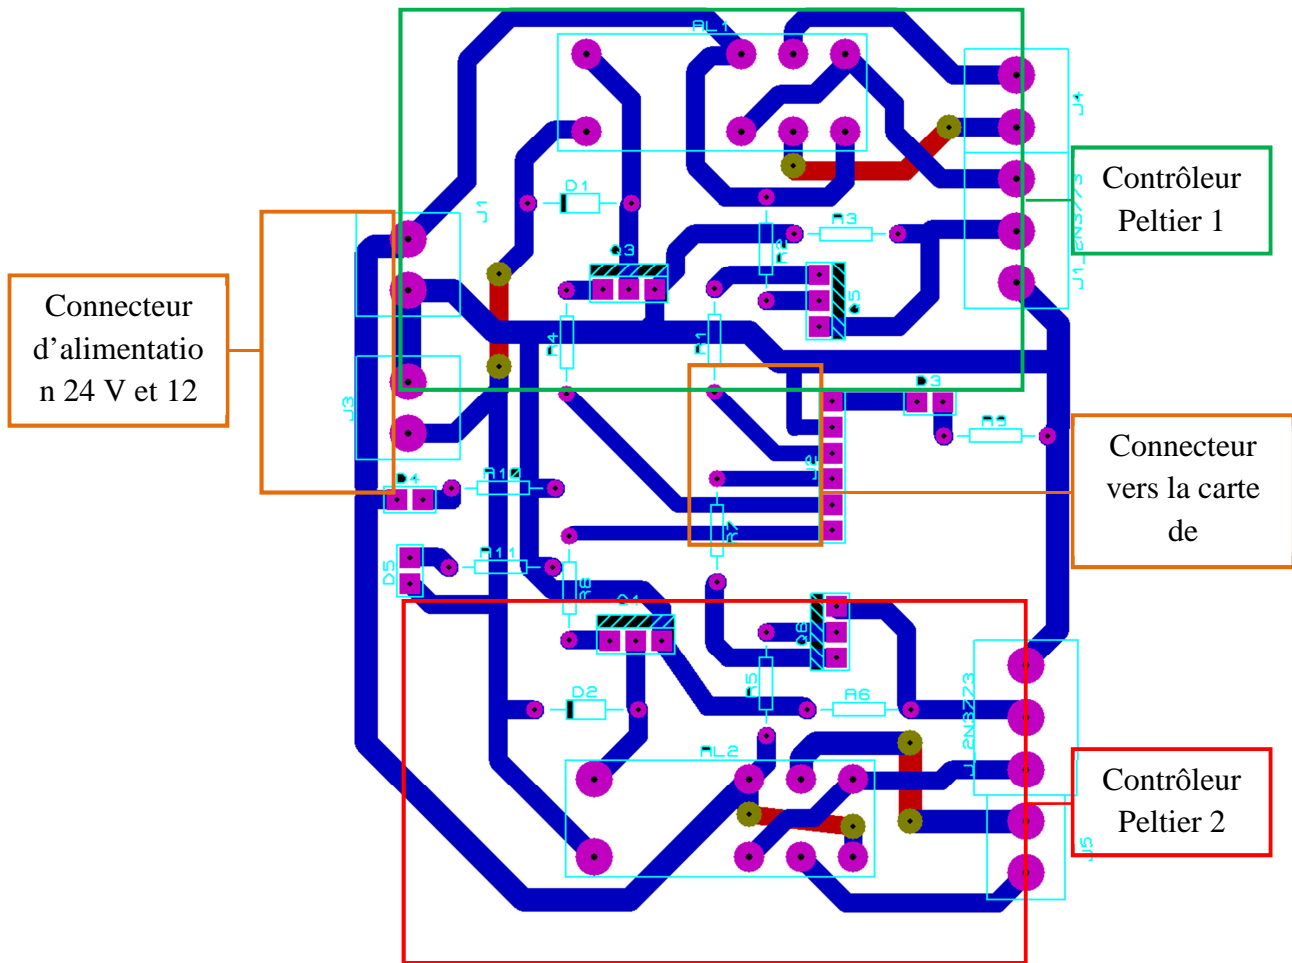 RL1
J4
Contrôleur
Peltier 1
D1
J1
R3
R2
J1_2N3773
Q3
Q5
Connecteur
d’alimentatio
n 24 V et 12
R4
R1
J3
D3
R9
Connecteur
vers la carte
de
J2
D4
R10
R7
R11
D5
R8
Q4
Q6
R5
D2
R6
RL2
J_2N3773
Contrôleur
Peltier 2
J5